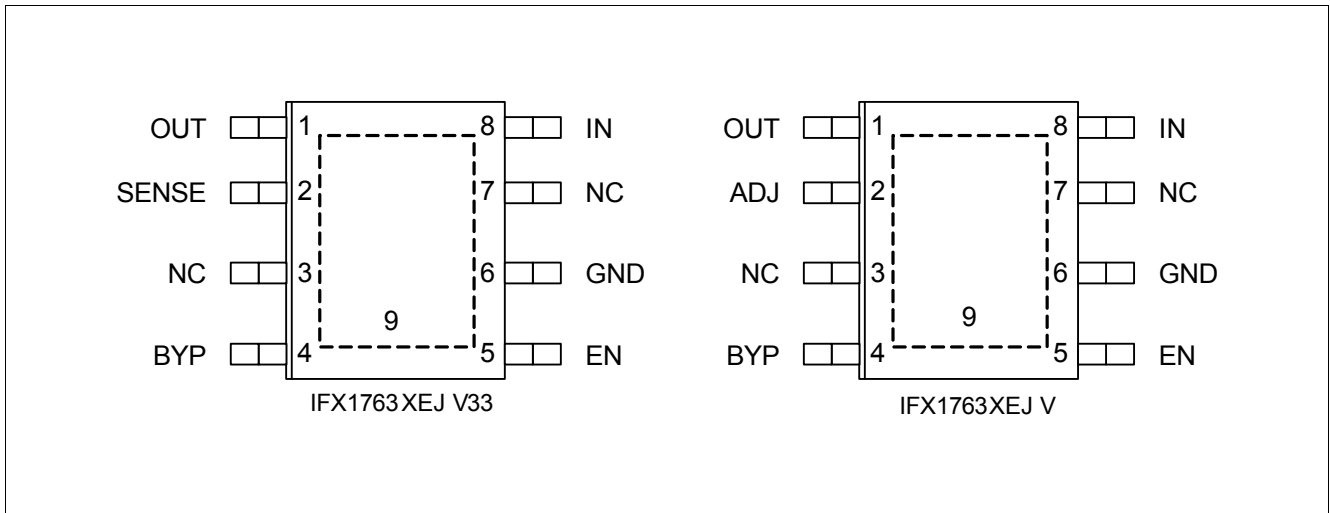 OUT 1 8 IN
SENSE 2 7 NC
NC 3 6 GND
9
BYP 4 5 EN
IFX1763XEJ V33
OUT 1 8 IN
ADJ 2 7 NC
NC 3 6 GND
9
BYP 4 5 EN
IFX1763XEJ V